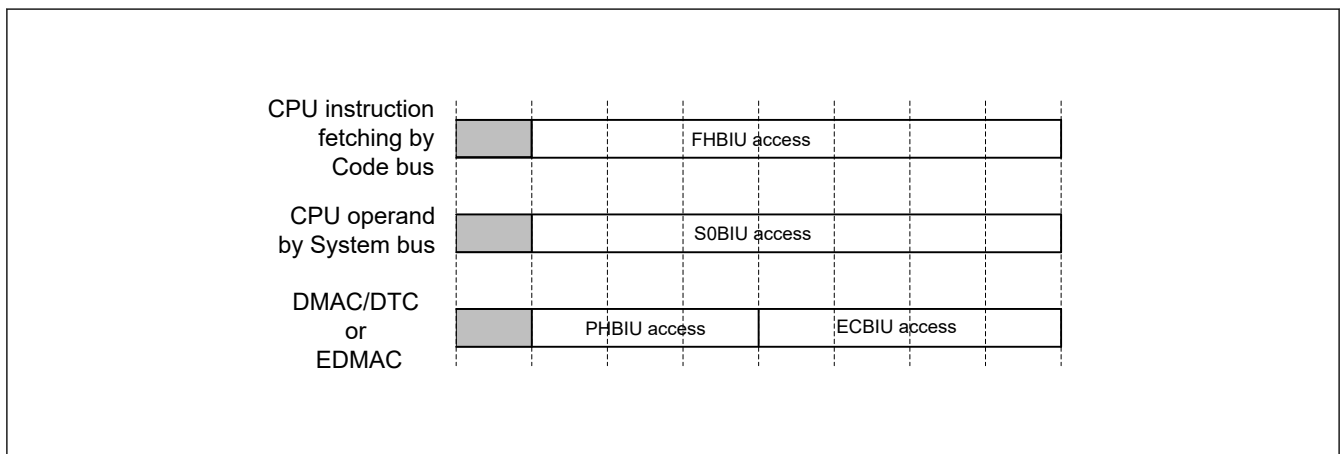 CPU instruction
fetching by
Code bus
FHBIU access
CPU operand
by System bus
S0BIU access
DMAC/DTC
or
EDMAC
PHBIU access
ECBIU access